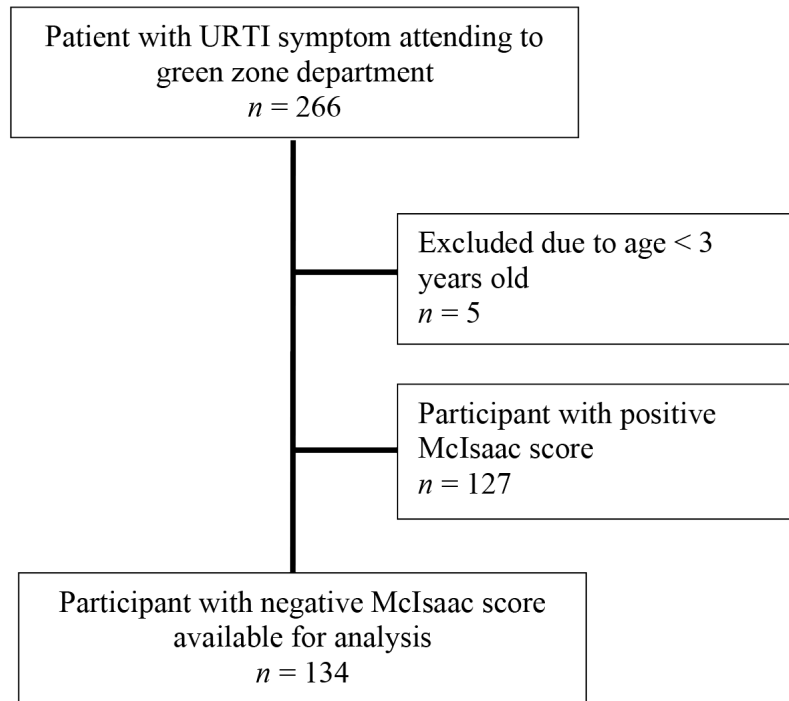 Patient with URTI symptom attending to
green zone department
n = 266
Excluded due to age < 3
years old
n = 5
Participant with positive
McIsaac score
n = 127
Participant with negative McIsaac score
available for analysis
n = 134